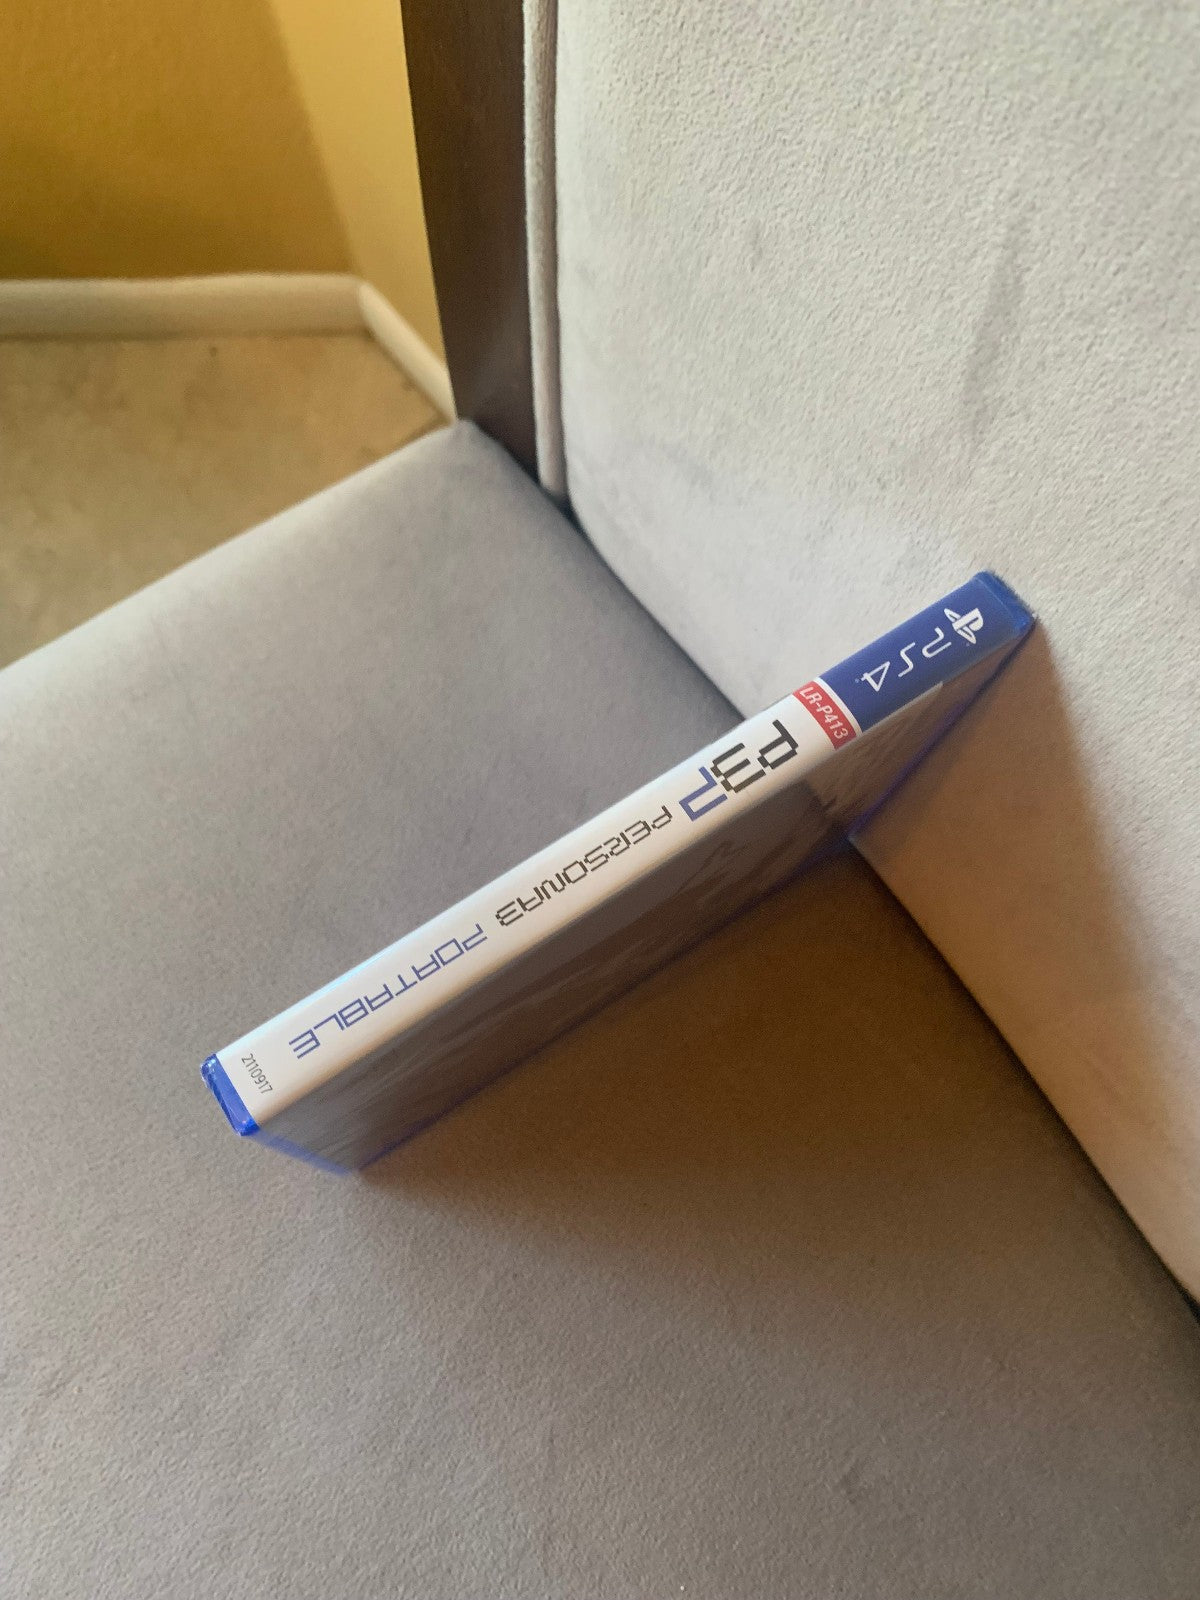 PS4
LR-P413
P3P
PERSONA3 PORTABLE
2110917